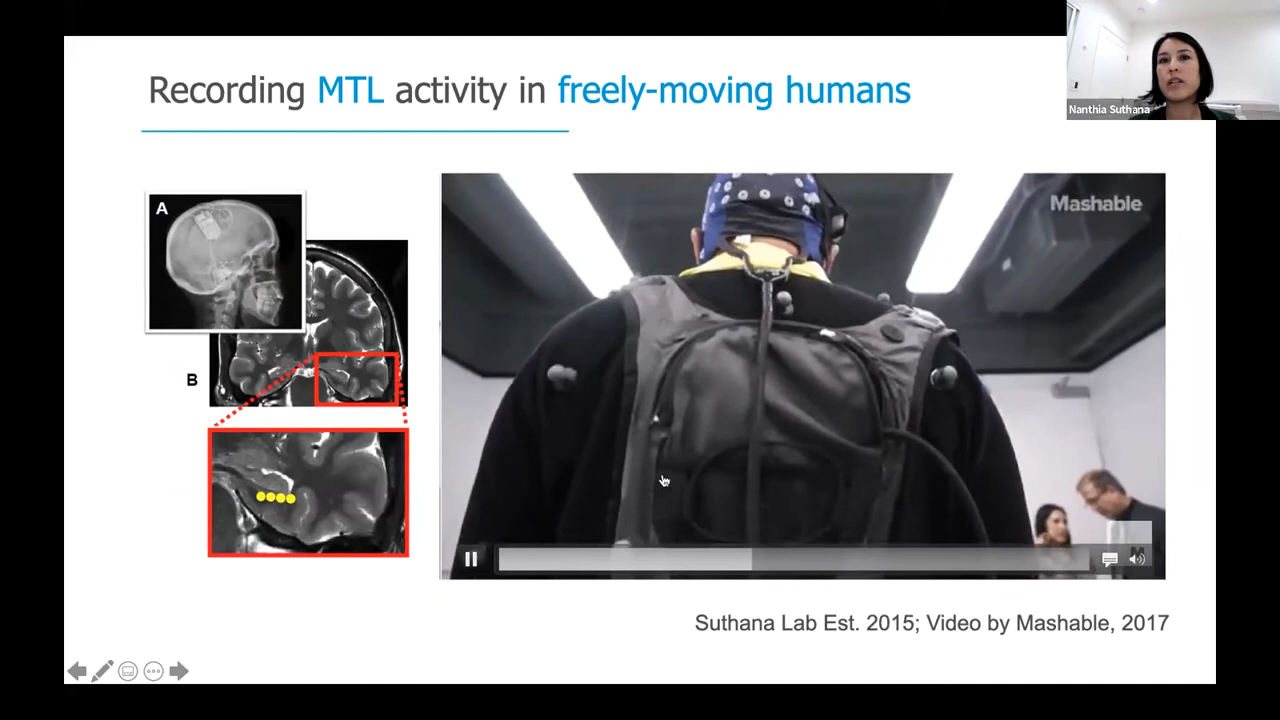 Recording MTL activity in freely-moving humans
Nanthia Suthana
A
B
Mashable
Suthana Lab Est. 2015; Video by Mashable, 2017